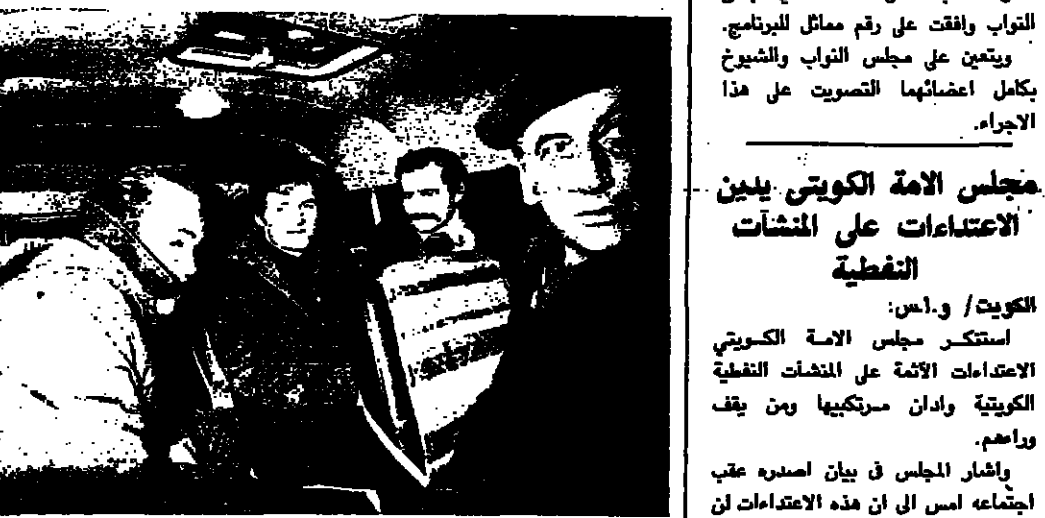 النواب وافقت على رقم مماثل للبرنامج.
ويتعين على مجلس النواب والشيوخ
بكامل اعضائهما التصويت على هذا
الاجراء.
مجلس الامة الكويتى يدين
الاعتداءات على المنشآت
النفطية
الكويت/ و.ا.س:
استنكر مجلس الامة الكويتي
الاعتداءات الآثمة على المنشآت النفطية
الكويتية وادان مرتكبيها ومن يقف
وراءهم.
واشار المجلس في بيان اصدره عقب
اجتماعه امس الى ان هذه الاعتداءات لن